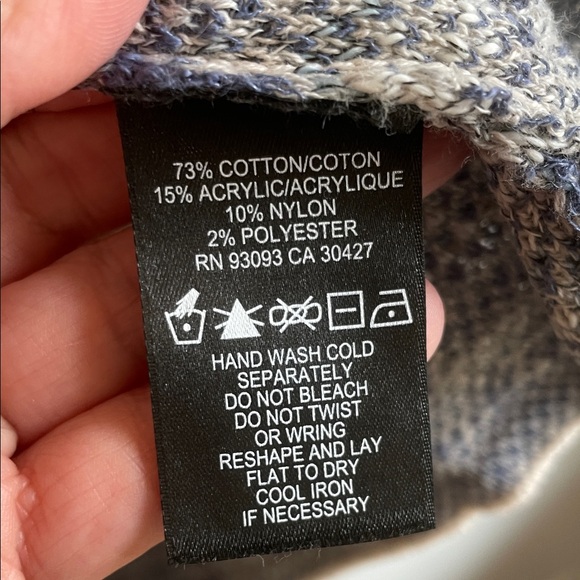 73% COTTON/COTON
15% ACRYLIC/ACRYLIQUE
10% NYLON
2% POLYESTER
RN 93093 CA 30427
HAND WASH COLD
SEPARATELY
DO NOT BLEACH
DO NOT TWIST
OR WRING
RESHAPE AND LAY
FLAT TO DRY
COOL IRON
IF NECESSARY